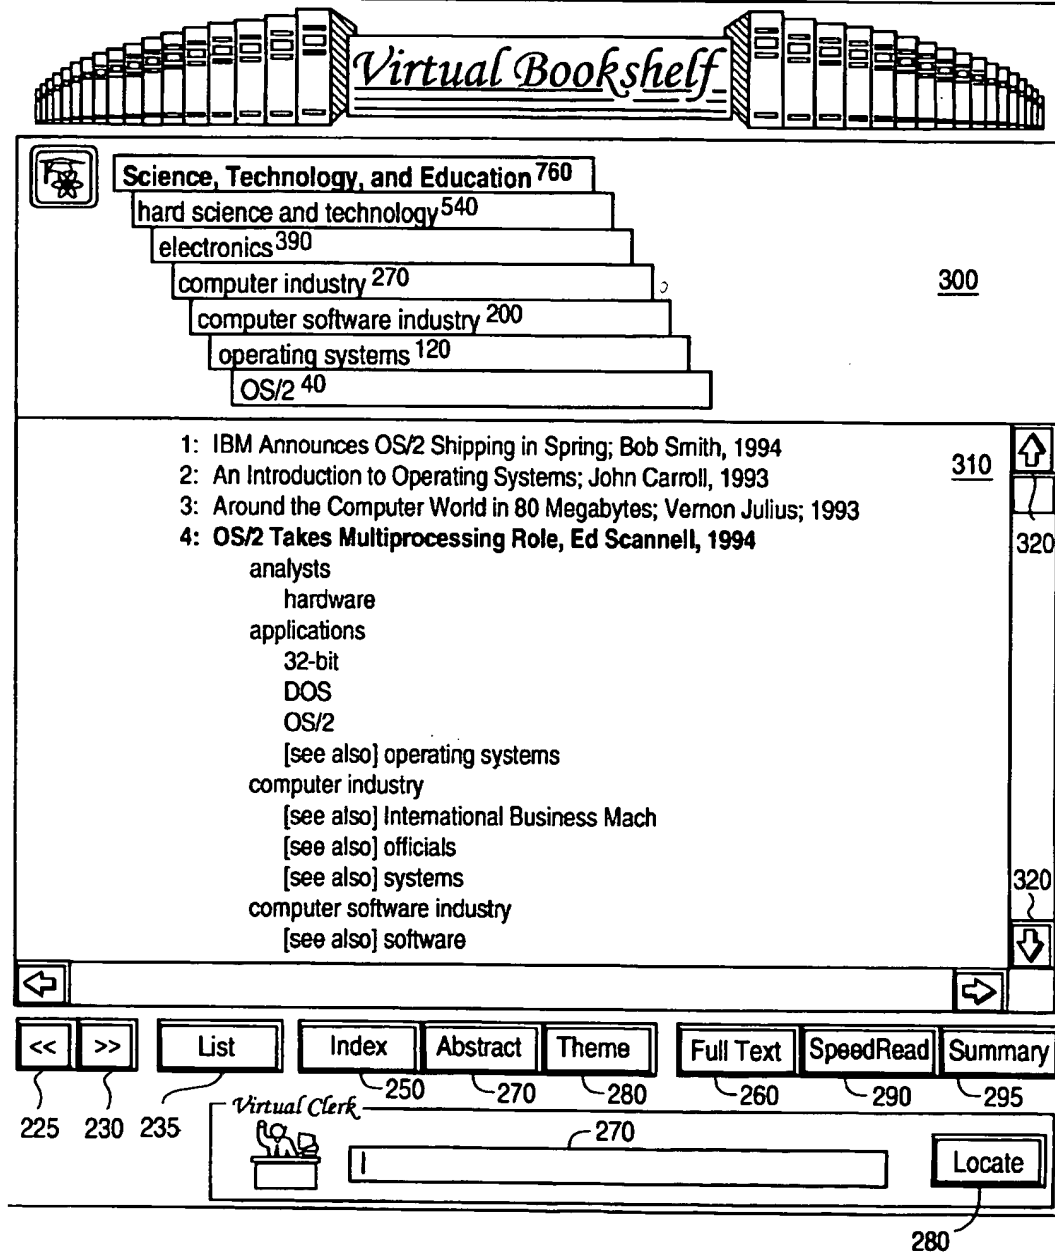 Virtual Bookshelf
Science, Technology, and Education 760
hard science and technology 540
electronics 390
computer industry 270
300
computer software industry 200
operating systems 120
OS/2 40
1: IBM Announces OS/2 Shipping in Spring; Bob Smith, 1994
310
2: An Introduction to Operating Systems; John Carroll, 1993
3: Around the Computer World in 80 Megabytes; Vernon Julius; 1993
4: OS/2 Takes Multiprocessing Role, Ed Scannell, 1994
320
analysts
hardware
applications
32-bit
DOS
OS/2
[see also] operating systems
computer industry
[see also] International Business Mach
[see also] officials
[see also] systems
320
computer software industry
[see also] software
<< >> List Index Abstract Theme Full Text SpeedRead Summary
250 270 280 260 290 295
225 230 235 Virtual Clerk
270
Locate
280